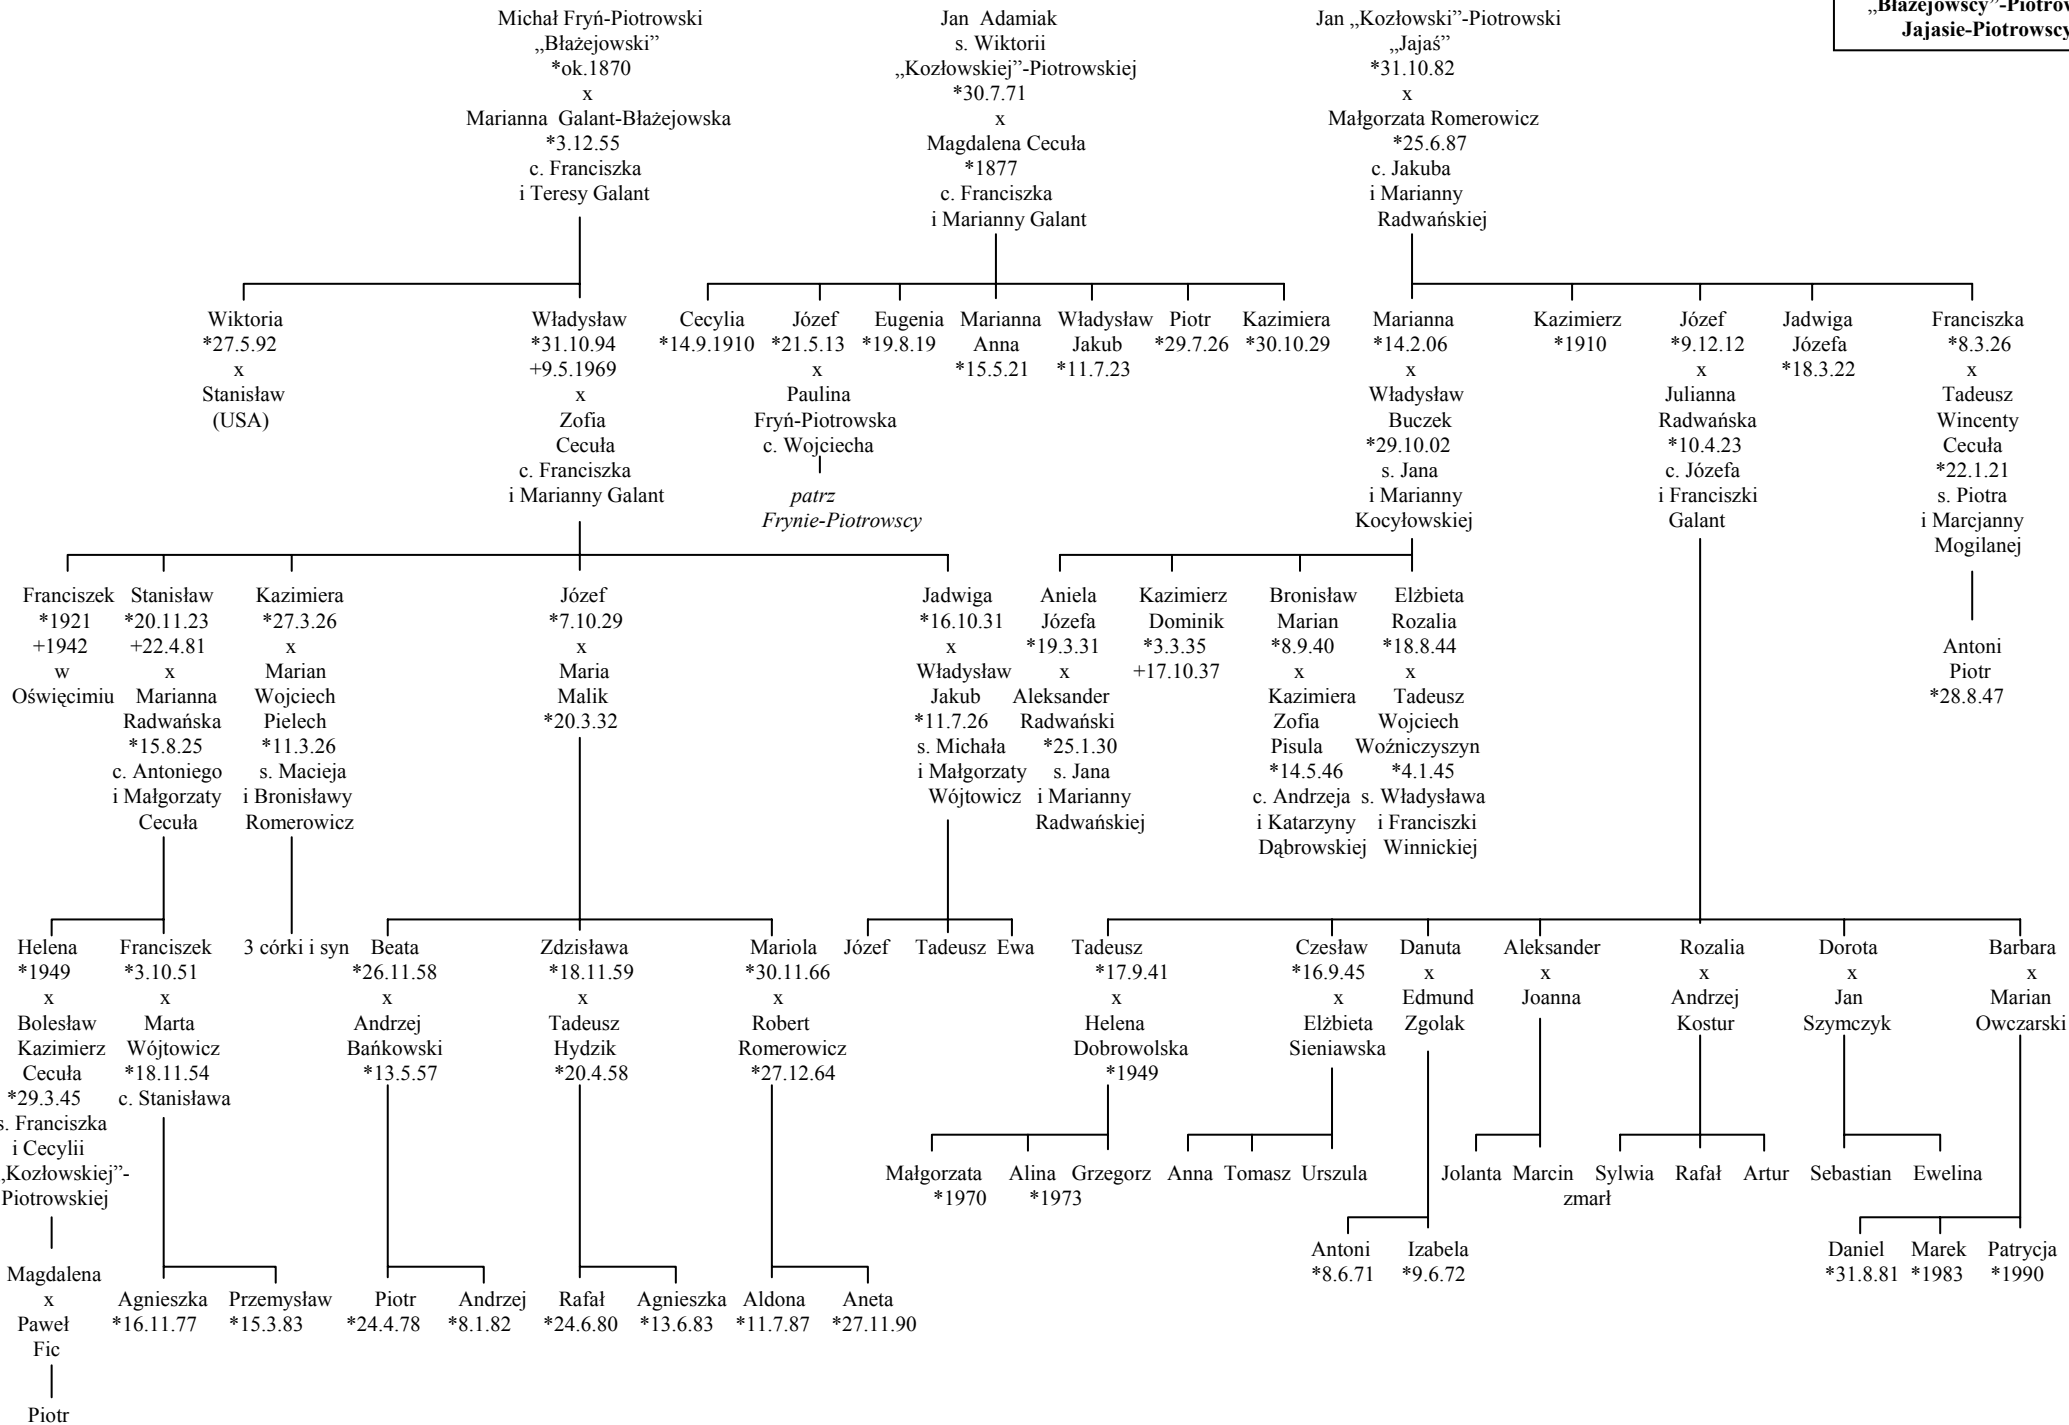 „Błażejowscy”-Piotrow
Jajasie-Piotrowscy
Michał Fryń-Piotrowski
„Błażejowski”
*ok.1870
x
Marianna Galant-Błażejowska
*3.12.55
c. Franciszka
i Teresy Galant
Jan Adamiak
s. Wiktorii
„Kozłowskiej”-Piotrowskiej
*30.7.71
x
Magdalena Cecuła
*1877
c. Franciszka
i Marianny Galant
Jan „Kozłowski”-Piotrowski
„Jajaś”
*31.10.82
x
Małgorzata Romerowicz
*25.6.87
c. Jakuba
i Marianny
Radwańskiej
Wiktoria
*27.5.92
x
Stanisław
(USA)
Władysław
*31.10.94
+9.5.1969
x
Zofia
Cecuła
c. Franciszka
i Marianny Galant
Cecylia
*14.9.1910
Józef
*21.5.13
x
Paulina
Fryń-Piotrowska
c. Wojciecha
patrz
Frynie-Piotrowscy
Eugenia
*19.8.19
Marianna
Anna
*15.5.21
Władysław
Jakub
*11.7.23
Piotr
*29.7.26
Kazimiera
*30.10.29
Marianna
*14.2.06
x
Władysław
Buczek
*29.10.02
s. Jana
i Marianny
Kocyłowskiej
Kazimierz
*1910
Józef
*9.12.12
x
Julianna
Radwańska
*10.4.23
c. Józefa
i Franciszki
Galant
Jadwiga
Józefa
*18.3.22
Franciszka
*8.3.26
x
Tadeusz
Wincenty
Cecuła
*22.1.21
s. Piotra
i Marcjanny
Mogilanej
Franciszek
*1921
+1942
w
Oświęcimiu
Stanisław
*20.11.23
+22.4.81
x
Marianna
Radwańska
*15.8.25
c. Antoniego
i Małgorzaty
Cecuła
Kazimiera
*27.3.26
x
Marian
Wojciech
Pielech
*11.3.26
s. Macieja
i Bronisławy
Romerowicz
Józef
*7.10.29
x
Maria
Malik
*20.3.32
Jadwiga
*16.10.31
x
Władysław
Jakub
*11.7.26
s. Michała
i Małgorzaty
Wójtowicz
Aniela
Józefa
*19.3.31
x
Aleksander
Radwański
*25.1.30
s. Jana
i Marianny
Radwańskiej
Kazimierz
Dominik
*3.3.35
+17.10.37
Bronisław
Marian
*8.9.40
x
Kazimiera
Zofia
Pisula
*14.5.46
c. Andrzeja
i Katarzyny
Dąbrowskiej
Elżbieta
Rozalia
*18.8.44
x
Tadeusz
Wojciech
Woźniczyszyn
*4.1.45
s. Władysława
i Franciszki
Winnickiej
Antoni
Piotr
*28.8.47
Helena
*1949
x
Bolesław
Kazimierz
Cecuła
*29.3.45
s. Franciszka
i Cecylii
„Kozłowskiej”-
Piotrowskiej
Franciszek
*3.10.51
x
Marta
Wójtowicz
*18.11.54
c. Stanisława
3 córki i syn
Beata
*26.11.58
x
Andrzej
Bańkowski
*13.5.57
Zdzisława
*18.11.59
x
Tadeusz
Hydzik
*20.4.58
Mariola
*30.11.66
x
Robert
Romerowicz
*27.12.64
Józef
Tadeusz
Ewa
Tadeusz
*17.9.41
x
Helena
Dobrowolska
*1949
Czesław
*16.9.45
x
Elżbieta
Sieniawska
Danuta
x
Edmund
Zgolak
Aleksander
x
Joanna
Rozalia
x
Andrzej
Kostur
Dorota
x
Jan
Szymczyk
Barbara
x
Marian
Owczarski
Małgorzata
*1970
Alina
*1973
Grzegorz
Anna
Tomasz
Urszula
Jolanta
Marcin
zmarł
Sylwia
Rafał
Artur
Sebastian
Ewelina
Antoni
*8.6.71
Izabela
*9.6.72
Daniel
*31.8.81
Marek
*1983
Patrycja
*1990
Magdalena
x
Paweł
Fic
Piotr
Agnieszka
*16.11.77
Przemysław
*15.3.83
Piotr
*24.4.78
Andrzej
*8.1.82
Rafał
*24.6.80
Agnieszka
*13.6.83
Aldona
*11.7.87
Aneta
*27.11.90